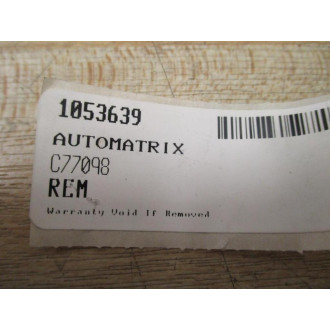 1053639
AUTOMATRIX
C77098
REM
Warranty Void If Removed